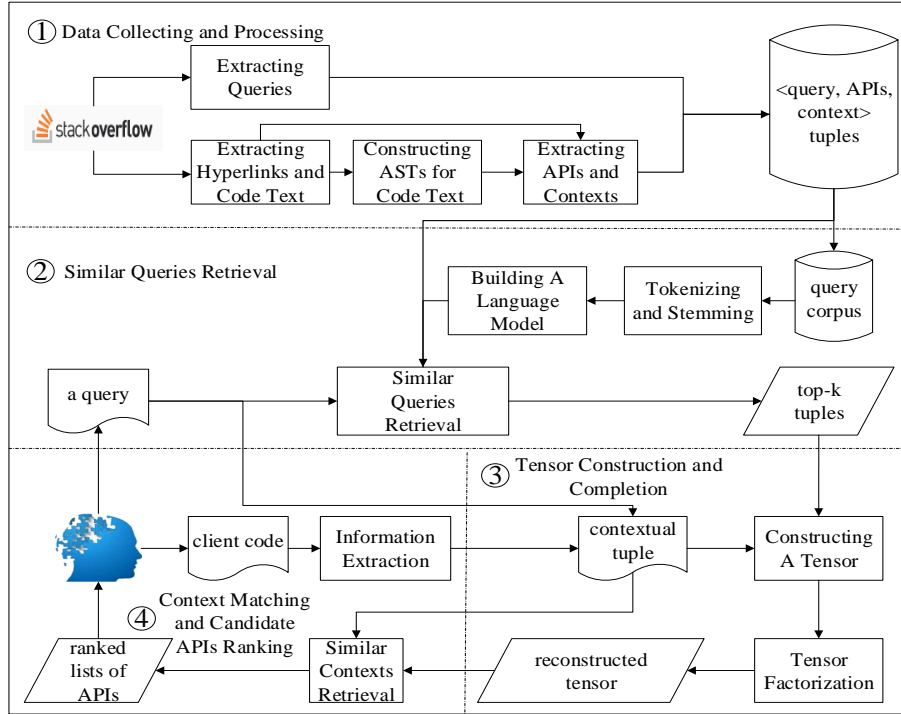 ① Data Collecting and Processing
Extracting
Queries
stackoverflow
Extracting
Hyperlinks and
Code Text
Constructing
ASTs for
Code Text
Extracting
APIs and
Contexts
<query, APIs,
context>
tuples
② Similar Queries Retrieval
Building A
Language
Model
Tokenizing
and Stemming
query
corpus
a query
Similar
Queries
Retrieval
top-k
tuples
③ Tensor Construction and
Completion
client code
Information
Extraction
contextual
tuple
Constructing
A Tensor
④ Context Matching
and Candidate
APIs Ranking
ranked
lists of
APIs
Similar
Contexts
Retrieval
reconstructed
tensor
Tensor
Factorization